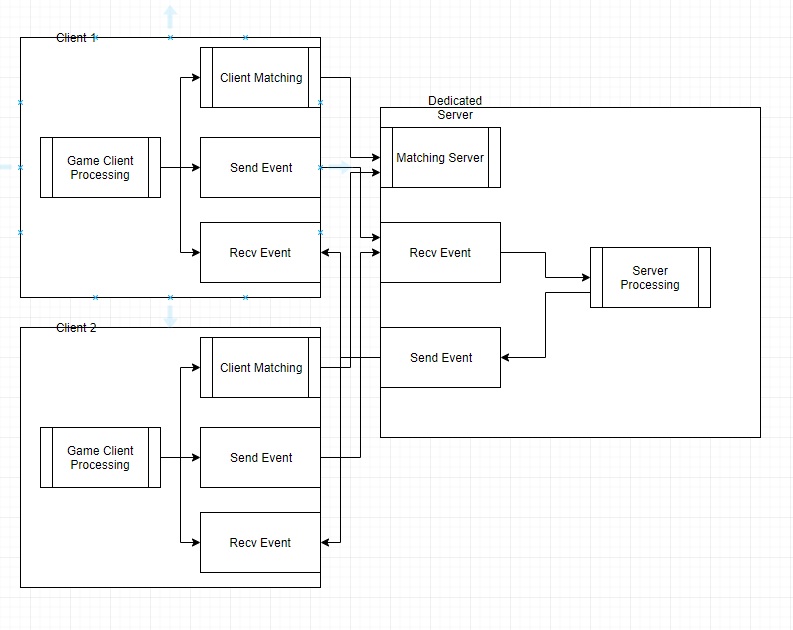 Client 1
Client Matching
Game Client
Processing
Send Event
Recv Event
Dedicated
Server
Matching Server
Recv Event
Server
Processing
Send Event
Client 2
Client Matching
Game Client
Processing
Send Event
Recv Event